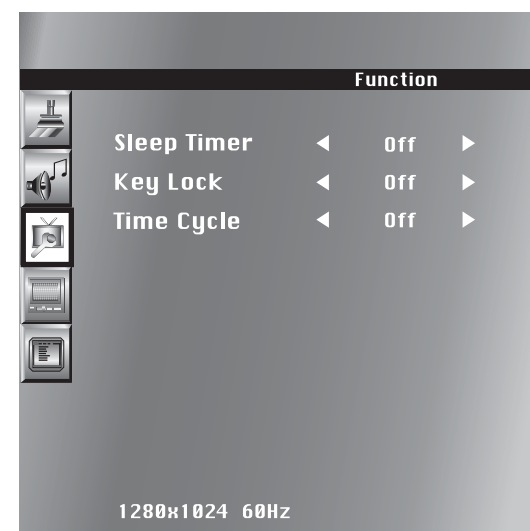 Function
Sleep Timer ◀ Off ▶
Key Lock ◀ Off ▶
Time Cycle ◀ Off ▶
1280x1024 60Hz